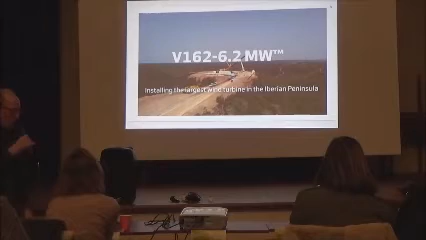 V162-6.2 MW™
Installing the largest wind turbine in the Iberian Peninsula